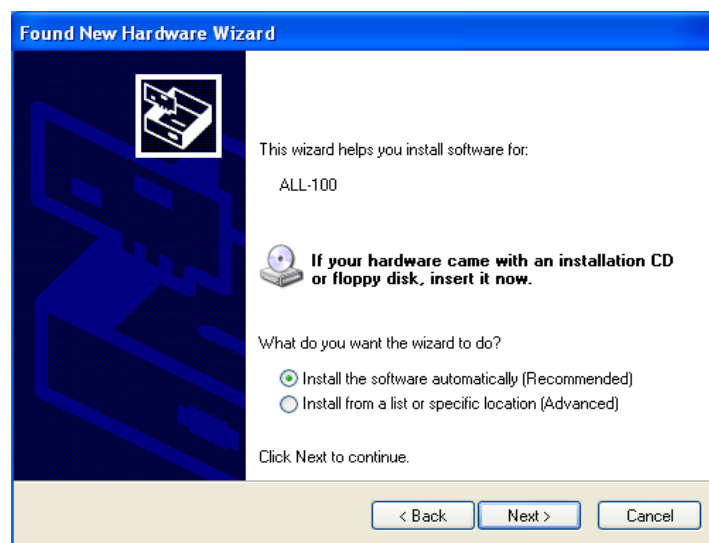 Found New Hardware Wizard
This wizard helps you install software for:
ALL-100
If your hardware came with an installation CD
or floppy disk, insert it now.
What do you want the wizard to do?
Install the software automatically (Recommended)
Install from a list or specific location (Advanced)
Click Next to continue.
< Back Next > Cancel